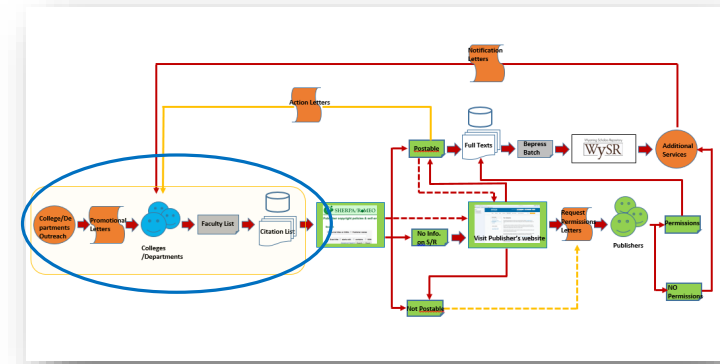 Notification
Letters
Action Letters
Postable
Full Texts
Bepress
Batch
WySR
Additional
Services
College/De
partments
Outreach
Promotional
Letters
Colleges
/Departments
Faculty List
Citation List
SHERPA/RoMEO
No Info.
on S/R
Visit Publisher's website
Request
Permissions
Letters
Publishers
Permissions
NO
Permissions
Not Postable